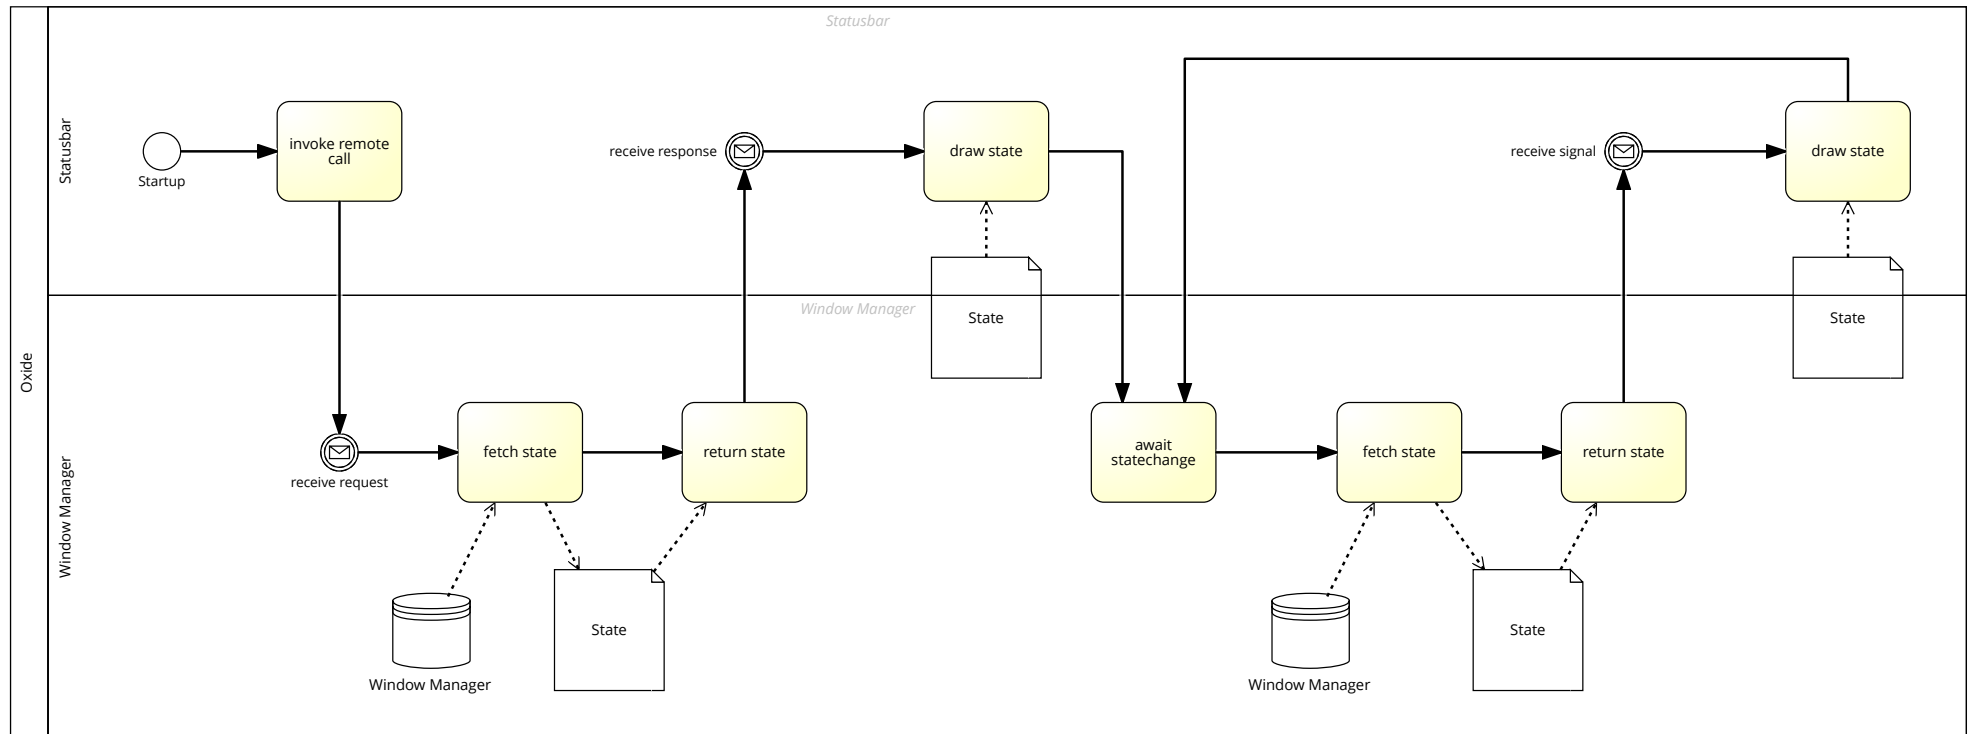 Statusbar
Statusbar
Startup
invoke remote
call
receive response
draw state
receive signal
draw state
State
State
Oxide
Window Manager
Window Manager
receive request
fetch state
return state
await
statechange
fetch state
return state
Window Manager
State
Window Manager
State